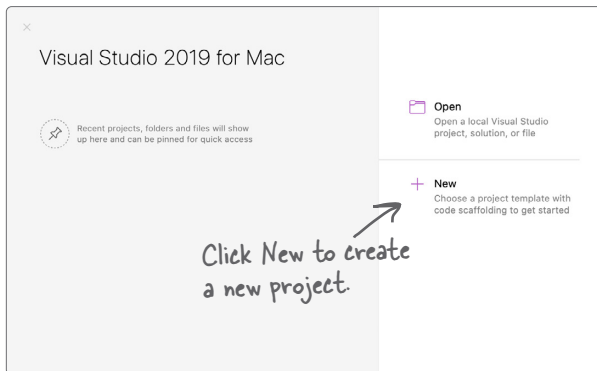 Visual Studio 2019 for Mac
Recent projects, folders and files will show
up here and can be pinned for quick access
Open
Open a local Visual Studio
project, solution, or file
New
Choose a project template with
code scaffolding to get started
Click New to create
a new project.